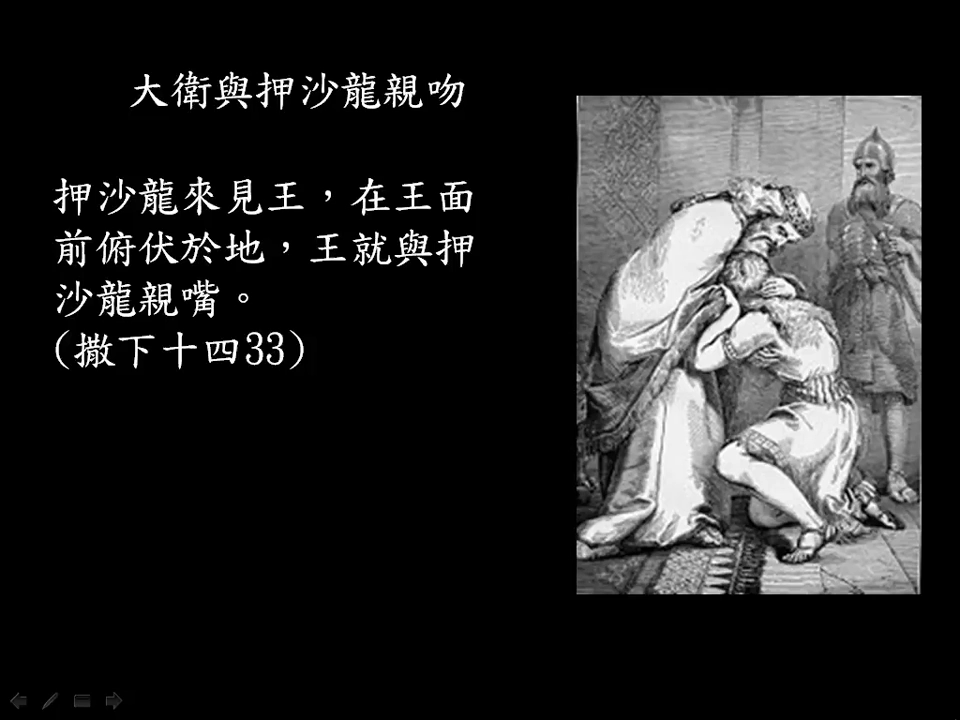 大衛與押沙龍親吻
押沙龍來見王，在王面
前俯伏於地，王就與押
沙龍親嘴。
(撒下十四33)